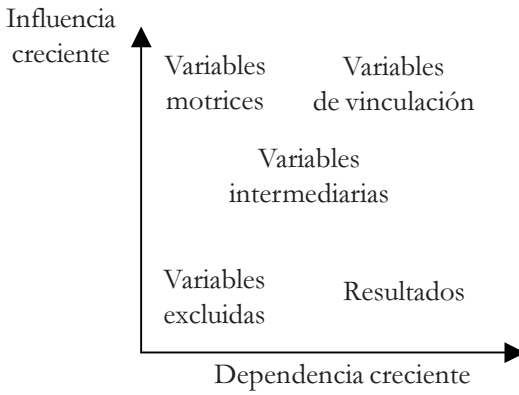 Influencia
creciente
Variables
motrices
Variables
de vinculación
Variables
intermediarias
Variables
excluidas
Resultados
Dependencia creciente